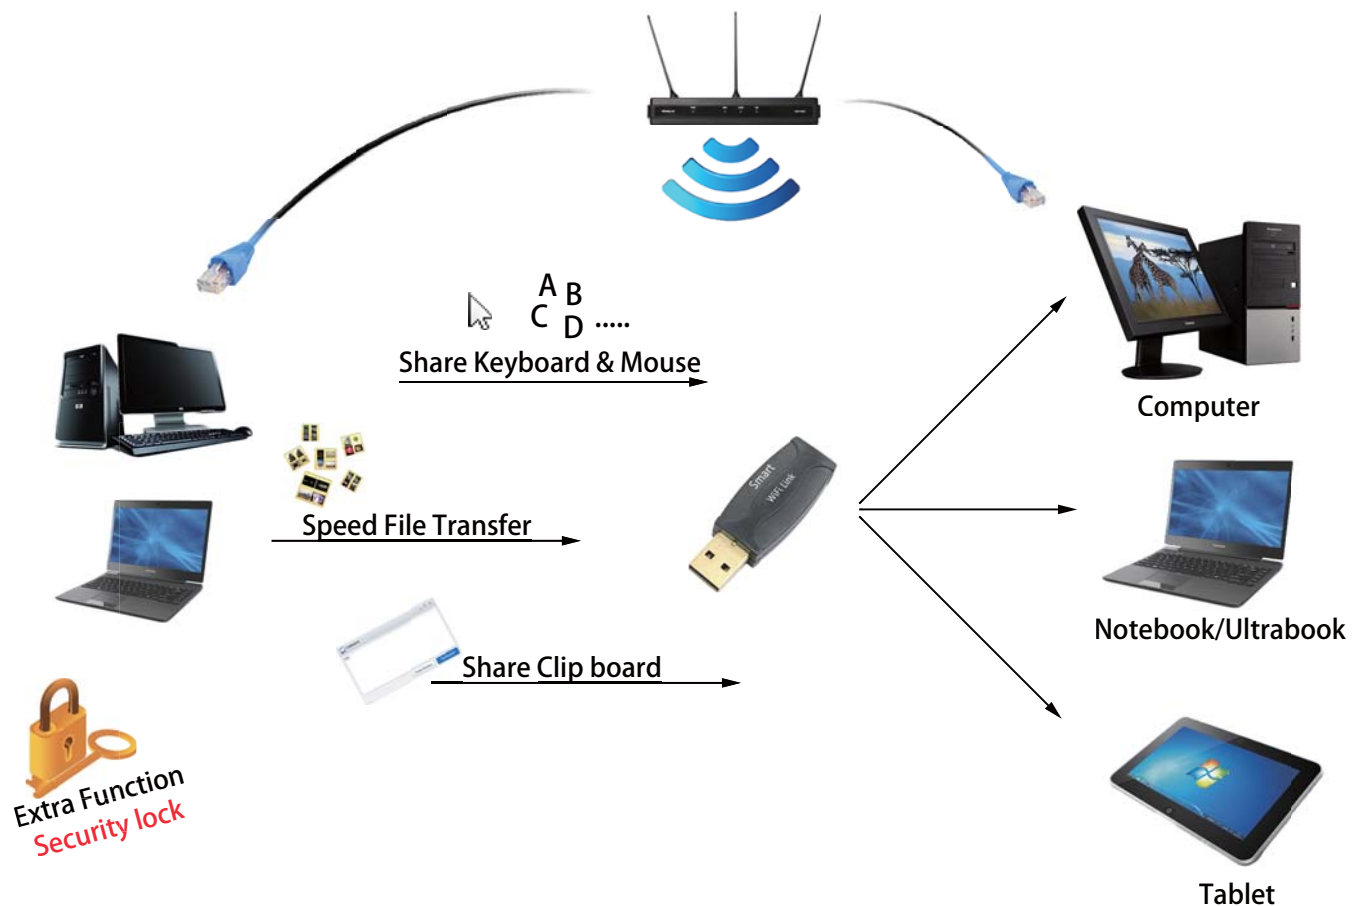 A B
C D .....
Share Keyboard & Mouse
Computer
Smart
WiFi Link
Speed File Transfer
Notebook/Ultrabook
Share Clip board
Extra Function
Security lock
Tablet